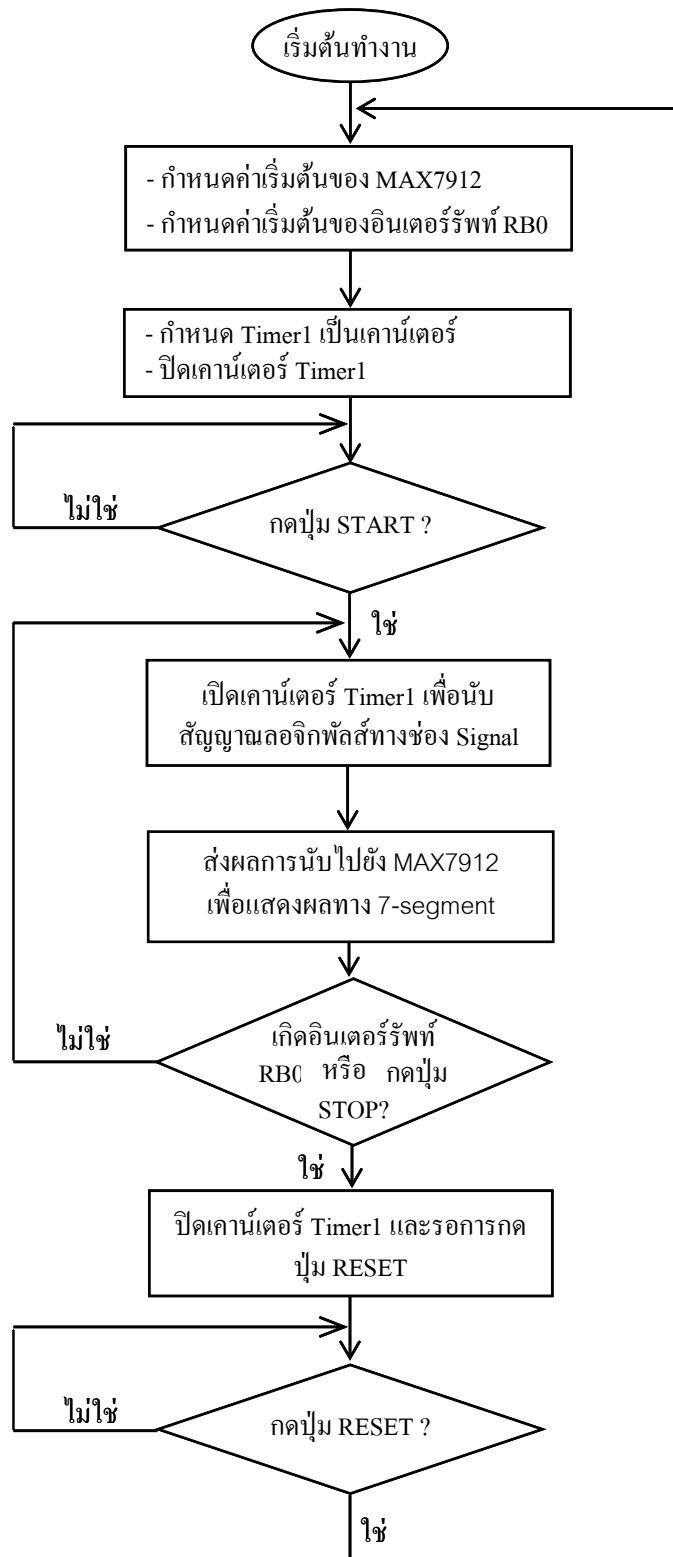 เริ่มต้นทำงาน
- กำหนดค่าเริ่มต้นของ MAX7912
- กำหนดค่าเริ่มต้นของอินเตอร์รัพท์ RB0
- กำหนด Timer1 เป็นเคาน์เตอร์
- ปิดเคาน์เตอร์ Timer1
ไม่ใช่
กดปุ่ม START ?
ใช่
เปิดเคาน์เตอร์ Timer1 เพื่อนับ
สัญญาณลอจิกพัลส์ทางช่อง Signal
ส่งผลการนับไปยัง MAX7912
เพื่อแสดงผลทาง 7-segment
ไม่ใช่
เกิดอินเตอร์รัพท์
RB0 หรือ กดปุ่ม
STOP?
ใช่
ปิดเคาน์เตอร์ Timer1 และรอการกด
ปุ่ม RESET
ไม่ใช่
กดปุ่ม RESET ?
ใช่